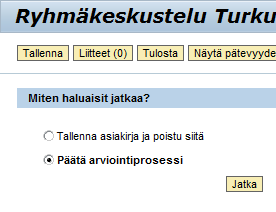 Ryhmäkeskustelu Turku
Tallenna Liitteet (0) Tulosta Näytä pätevyyde
Miten haluaisit jatkaa?
Tallenna asiakirja ja poistu siitä
Päätä arviointiprosessi
Jatka